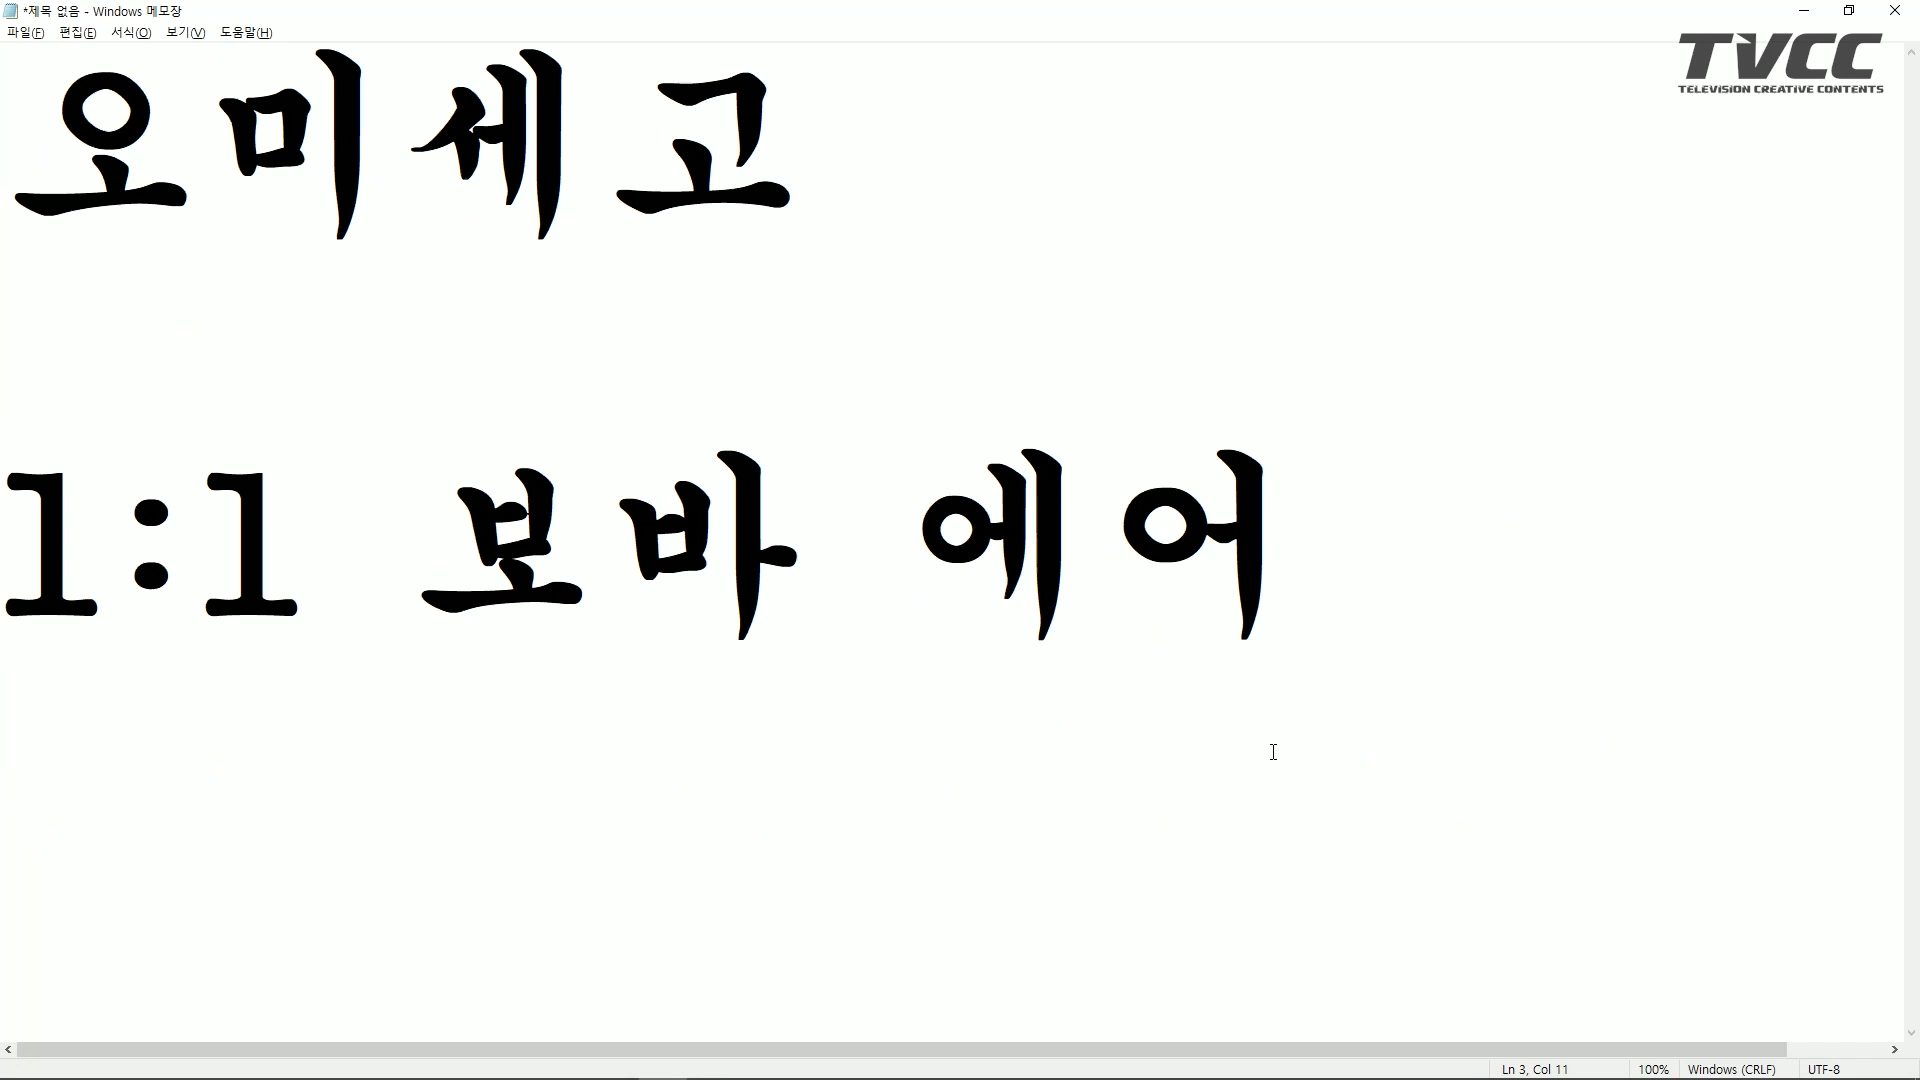 *제목 없음 - Windows 메모장
파일(F) 편집(E) 서식(O) 보기(V) 도움말(H)
TVCC
TELEVISION CREATIVE CONTENTS
오미세고
1:1 보바 에어
Ln 3, Col 11 100% Windows (CRLF) UTF-8